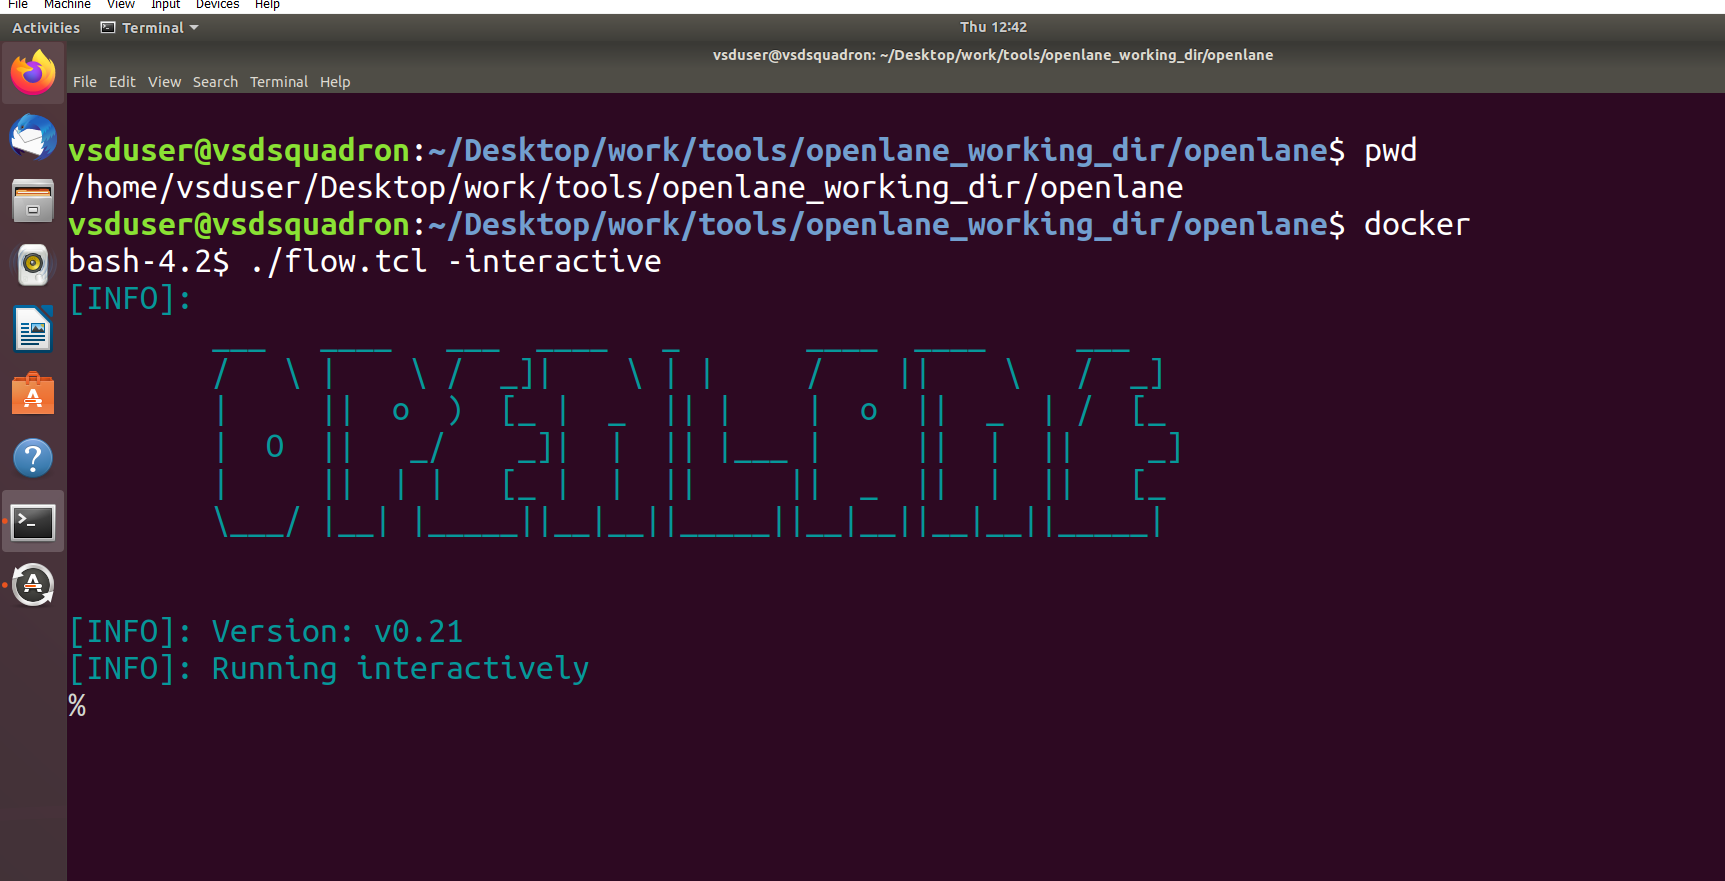 File Machine View Input Devices Help
Activities Terminal Thu 12:42
vsduser@vsdsquadron: ~/Desktop/work/tools/openlane_working_dir/openlane
File Edit View Search Terminal Help
vsduser@vsdsquadron:~/Desktop/work/tools/openlane_working_dir/openlane$ pwd
/home/vsduser/Desktop/work/tools/openlane_working_dir/openlane
vsduser@vsdsquadron:~/Desktop/work/tools/openlane_working_dir/openlane$ docker
bash-4.2$ ./flow.tcl -interactive
[INFO]:
OPENLANE
[INFO]: Version: v0.21
[INFO]: Running interactively
%